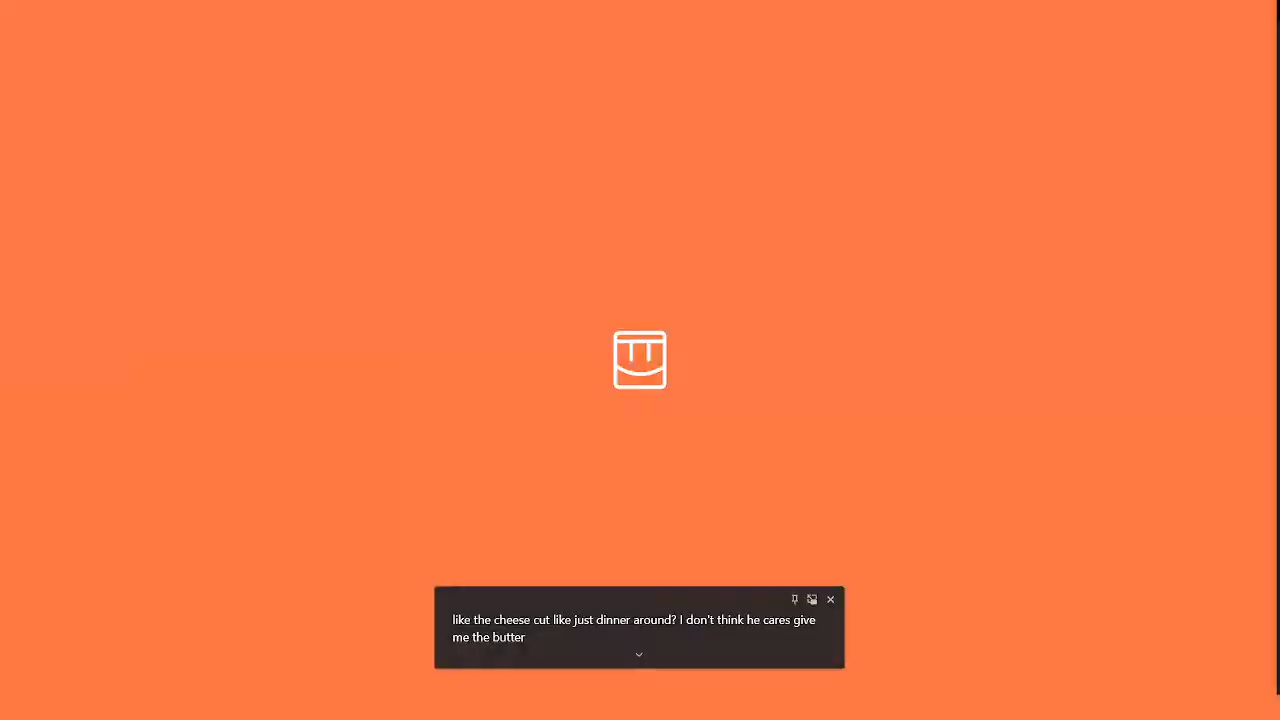 like the cheese cut like just dinner around? I don't think he cares give
me the butter